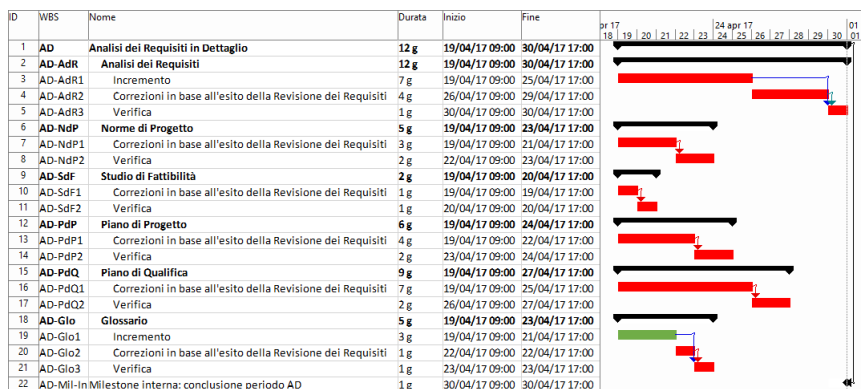 ID WBS Nome Durata Inizio Fine pr 17 24 apr 17 01
18 19 20 21 22 23 24 25 26 27 28 29 30 01
1 AD Analisi dei Requisiti in Dettaglio 12 g 19/04/17 09:00 30/04/17 17:00
2 AD-AdR Analisi dei Requisiti 12 g 19/04/17 09:00 30/04/17 17:00
3 AD-AdR1 Incremento 7 g 19/04/17 09:00 25/04/17 17:00
4 AD-AdR2 Correzioni in base all'esito della Revisione dei Requisiti 4 g 26/04/17 09:00 29/04/17 17:00
5 AD-AdR3 Verifica 1 g 30/04/17 09:00 30/04/17 17:00
6 AD-NdP Norme di Progetto 5 g 19/04/17 09:00 23/04/17 17:00
7 AD-NdP1 Correzioni in base all'esito della Revisione dei Requisiti 3 g 19/04/17 09:00 21/04/17 17:00
8 AD-NdP2 Verifica 2 g 22/04/17 09:00 23/04/17 17:00
9 AD-SdF Studio di Fattibilità 2 g 19/04/17 09:00 20/04/17 17:00
10 AD-SdF1 Correzioni in base all'esito della Revisione dei Requisiti 1 g 19/04/17 09:00 19/04/17 17:00
11 AD-SdF2 Verifica 1 g 20/04/17 09:00 20/04/17 17:00
12 AD-PdP Piano di Progetto 6 g 19/04/17 09:00 24/04/17 17:00
13 AD-PdP1 Correzioni in base all'esito della Revisione dei Requisiti 4 g 19/04/17 09:00 22/04/17 17:00
14 AD-PdP2 Verifica 2 g 23/04/17 09:00 24/04/17 17:00
15 AD-PdQ Piano di Qualifica 9 g 19/04/17 09:00 27/04/17 17:00
16 AD-PdQ1 Correzioni in base all'esito della Revisione dei Requisiti 7 g 19/04/17 09:00 25/04/17 17:00
17 AD-PdQ2 Verifica 2 g 26/04/17 09:00 27/04/17 17:00
18 AD-Glo Glossario 5 g 19/04/17 09:00 23/04/17 17:00
19 AD-Glo1 Incremento 3 g 19/04/17 09:00 21/04/17 17:00
20 AD-Glo2 Correzioni in base all'esito della Revisione dei Requisiti 1 g 22/04/17 09:00 22/04/17 17:00
21 AD-Glo3 Verifica 1 g 23/04/17 09:00 23/04/17 17:00
22 AD-Mil-In Milestone interna: conclusione periodo AD 1 g 30/04/17 09:00 30/04/17 17:00